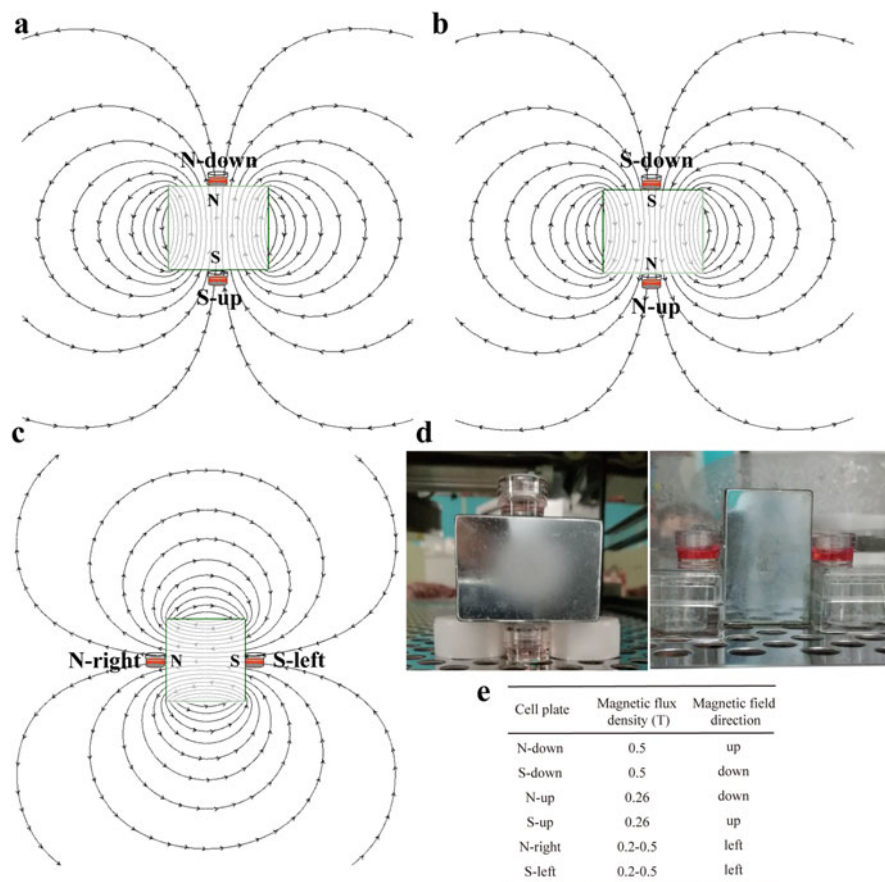 a
N-down
N
S
S-up
b
S-down
S
N
N-up
c
N-right
N
S
S-left
d
e
Cell plate Magnetic flux density (T) Magnetic field direction
N-down 0.5 up
S-down 0.5 down
N-up 0.26 down
S-up 0.26 up
N-right 0.2-0.5 left
S-left 0.2-0.5 left